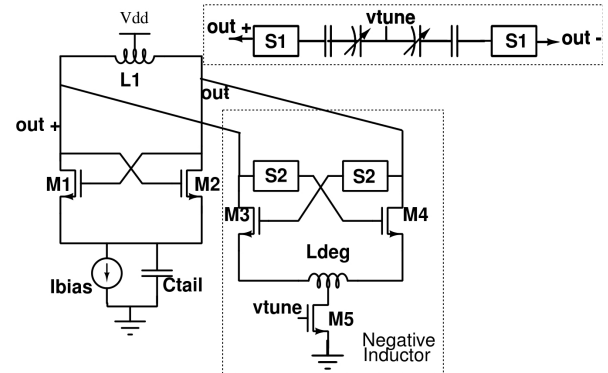 Vdd
out +
S1
vtune
S1
out -
L1
out
out +
S2
S2
M1
M2
M3
M4
Ldeg
Ibias
Ctail
vtune
M5
Negative
Inductor